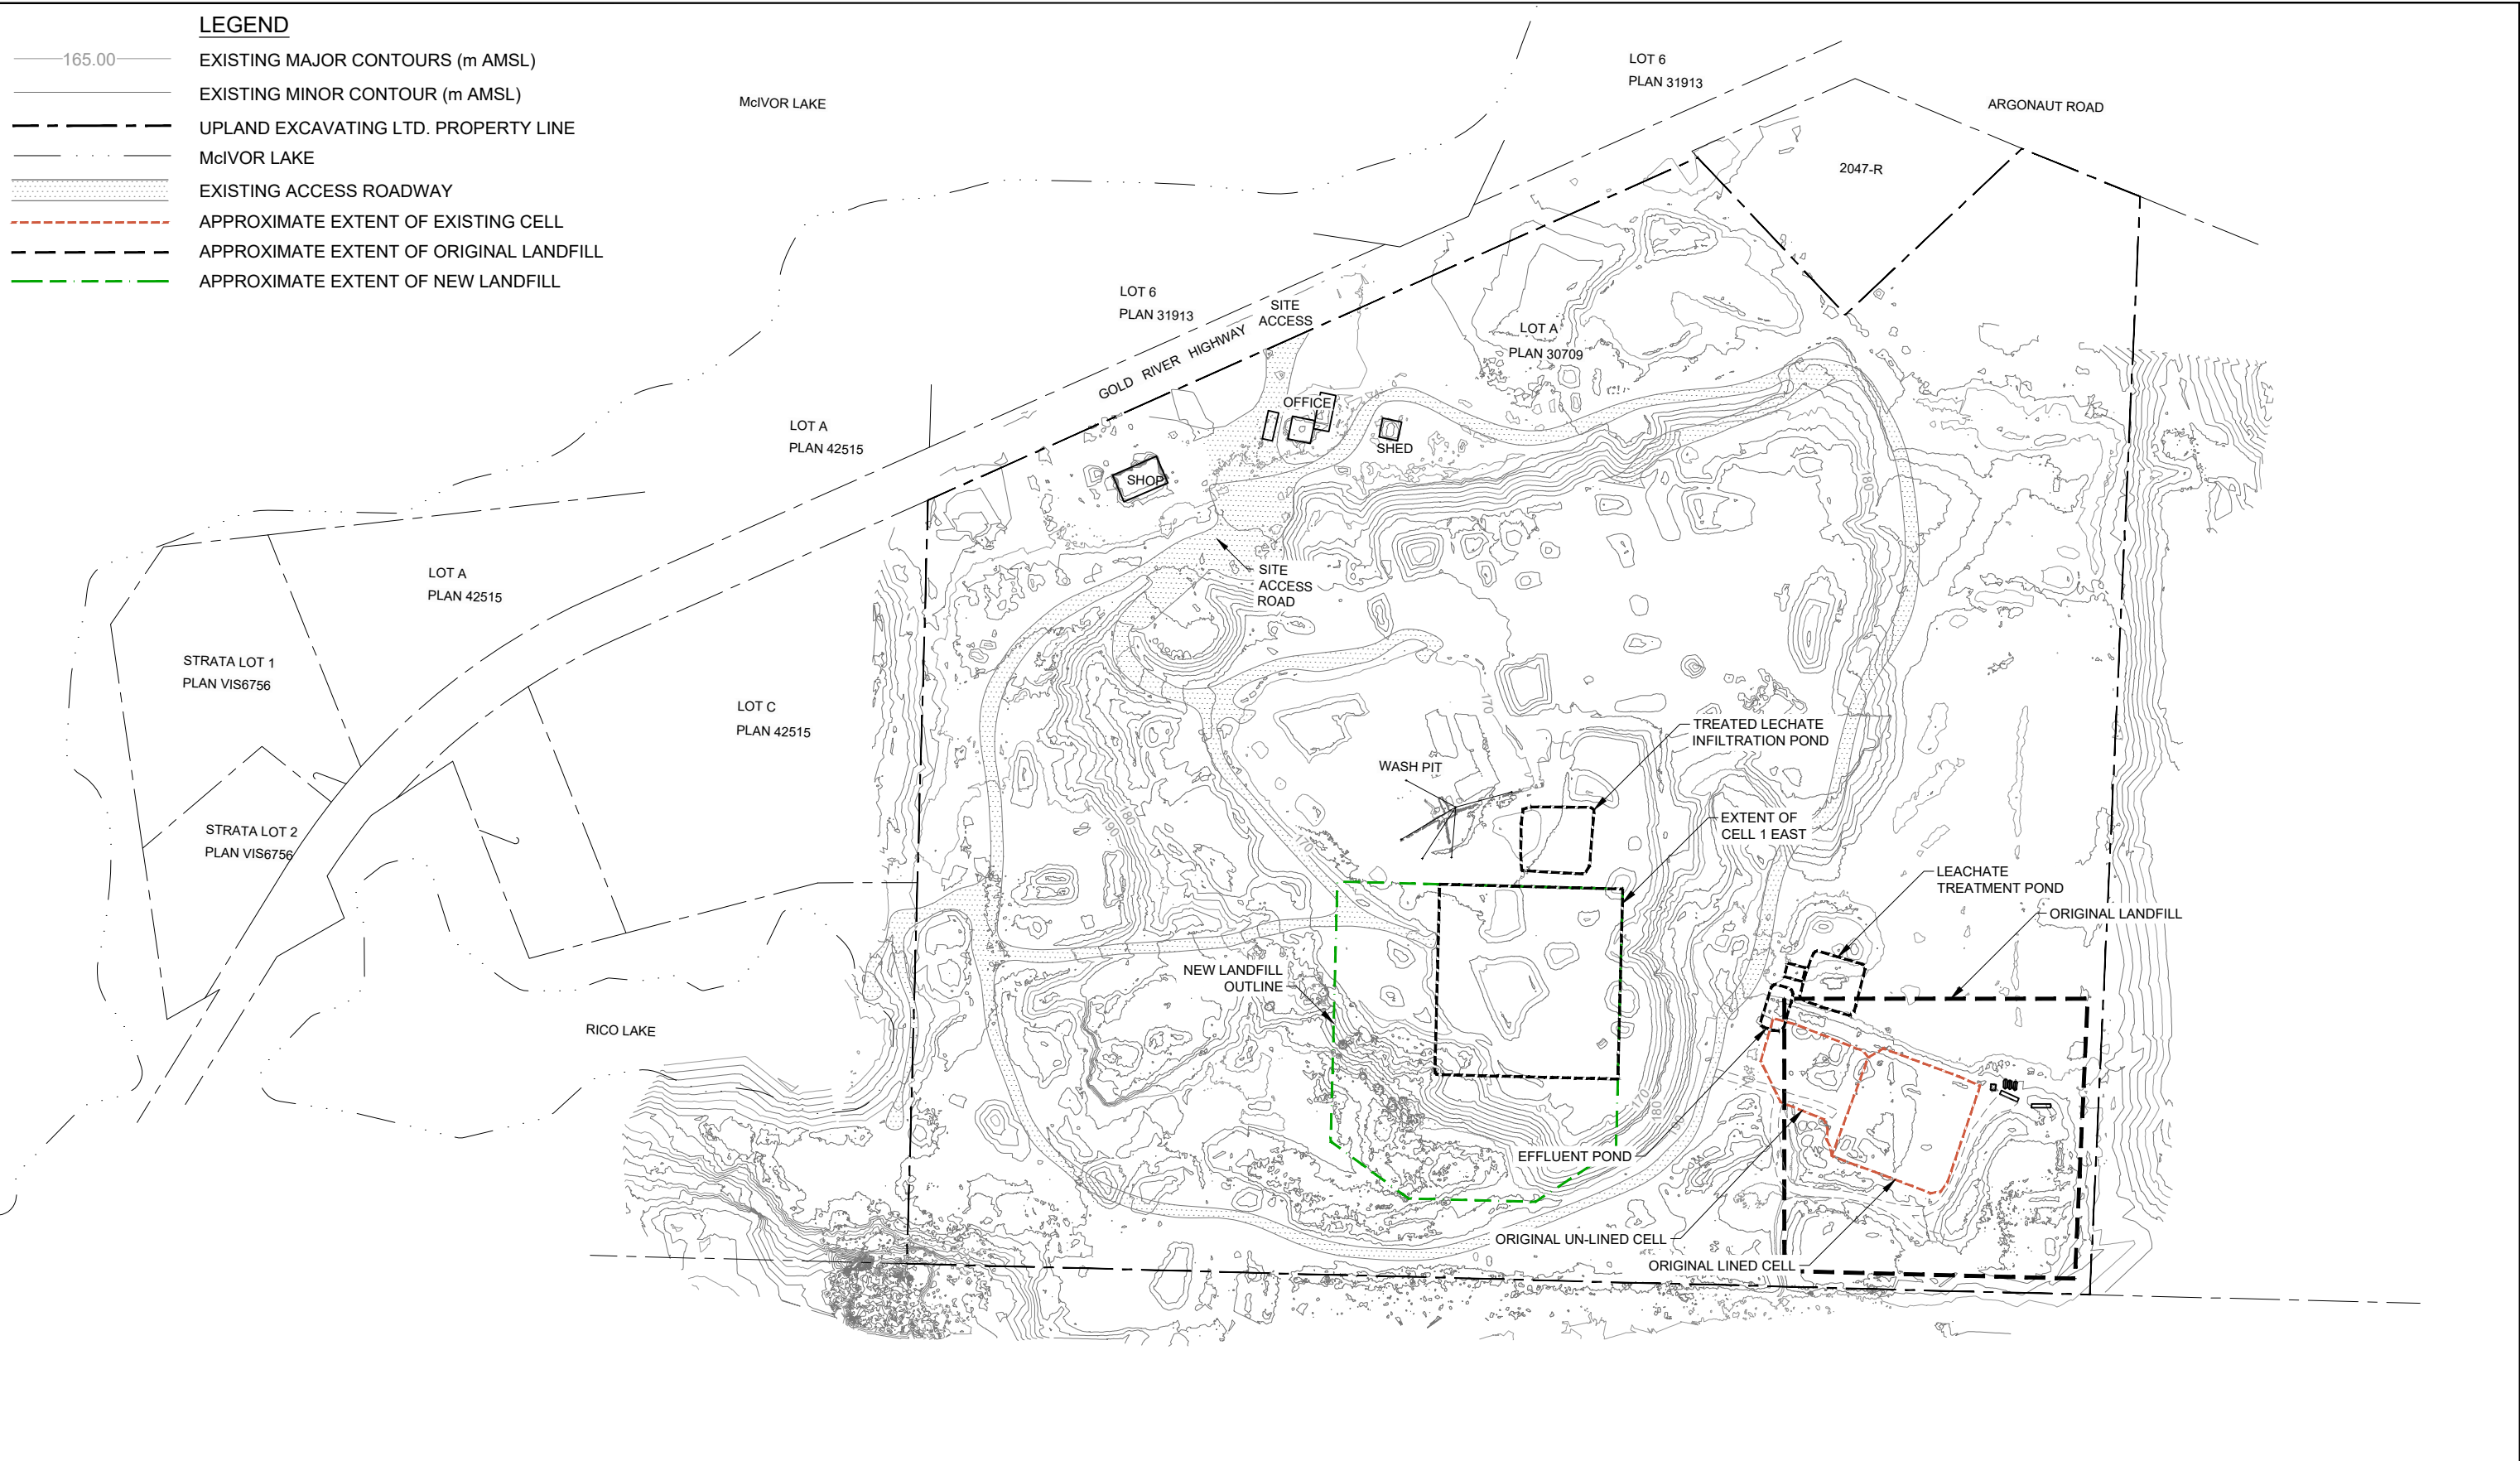 LEGEND
165.00
EXISTING MAJOR CONTOURS (m AMSL)
EXISTING MINOR CONTOUR (m AMSL)
UPLAND EXCAVATING LTD. PROPERTY LINE
McIVOR LAKE
EXISTING ACCESS ROADWAY
APPROXIMATE EXTENT OF EXISTING CELL
APPROXIMATE EXTENT OF ORIGINAL LANDFILL
APPROXIMATE EXTENT OF NEW LANDFILL
McIVOR LAKE
LOT 6
PLAN 31913
ARGONAUT ROAD
2047-R
LOT 6
PLAN 31913
SITE
ACCESS
GOLD RIVER HIGHWAY
LOT A
PLAN 30709
OFFICE
SHED
SHOP
LOT A
PLAN 42515
180
SITE
ACCESS
ROAD
LOT A
PLAN 42515
STRATA LOT 1
PLAN VIS6756
LOT C
PLAN 42515
170
TREATED LECHATE
INFILTRATION POND
WASH PIT
180
190
170
EXTENT OF
CELL 1 EAST
STRATA LOT 2
PLAN VIS6756
LEACHATE
TREATMENT POND
ORIGINAL LANDFILL
NEW LANDFILL
OUTLINE
RICO LAKE
170
180
EFFLUENT POND
ORIGINAL UN-LINED CELL
ORIGINAL LINED CELL